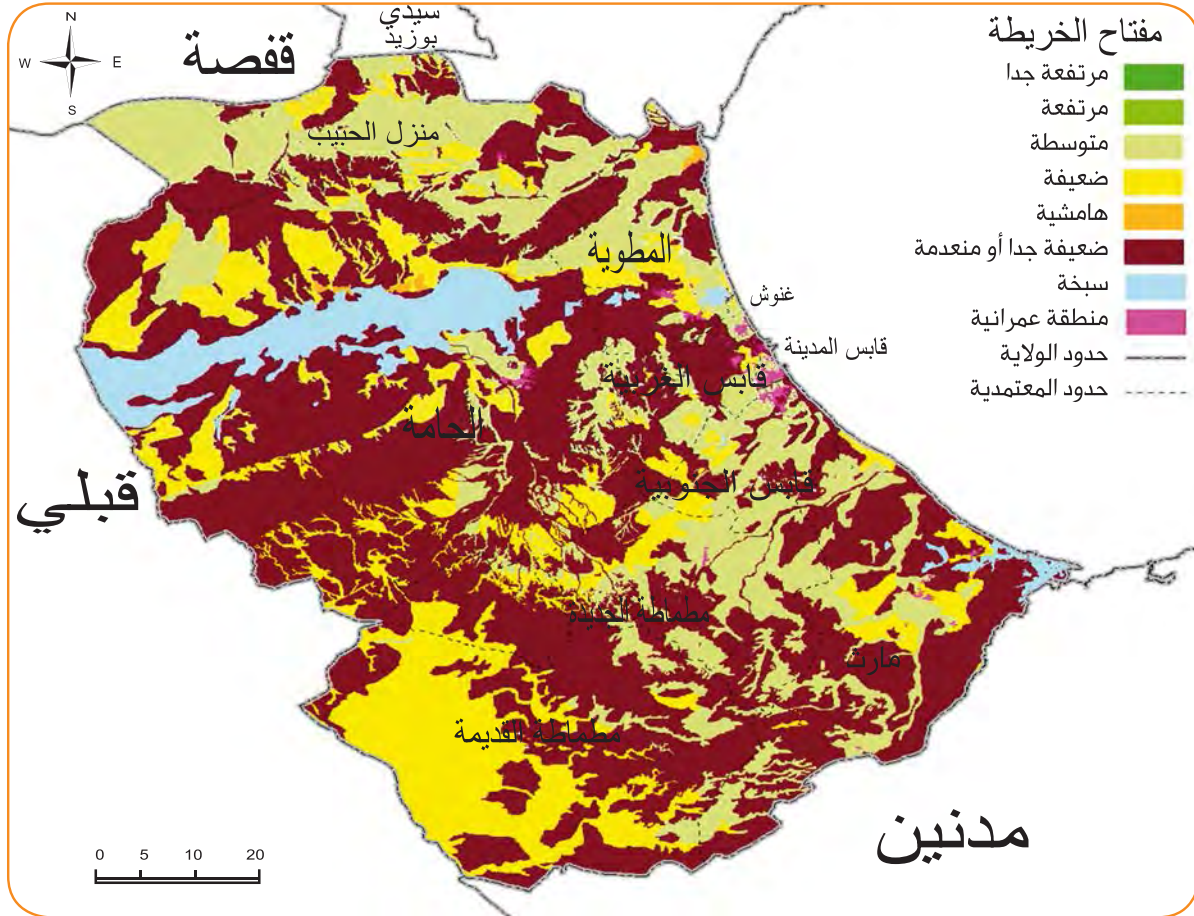 مفتاح الخريطة
مرتفعة جدا
مرتفعة
متوسطة
ضعيفة
هامشية
ضعيفة جدا أو منعدمة
سبخة
منطقة عمرانية
حدود الولاية
حدود المعتمدية
N
W
E
S
سيدي
بوزيد
قفصة
منزل الحبيب
المطوية
غنوش
قابس المدينة
قابس الغربية
الحامة
قابس الجنوبية
قبلي
مطماطة الجديدة
مارث
مطماطة القديمة
مدنين
0 5 10 20